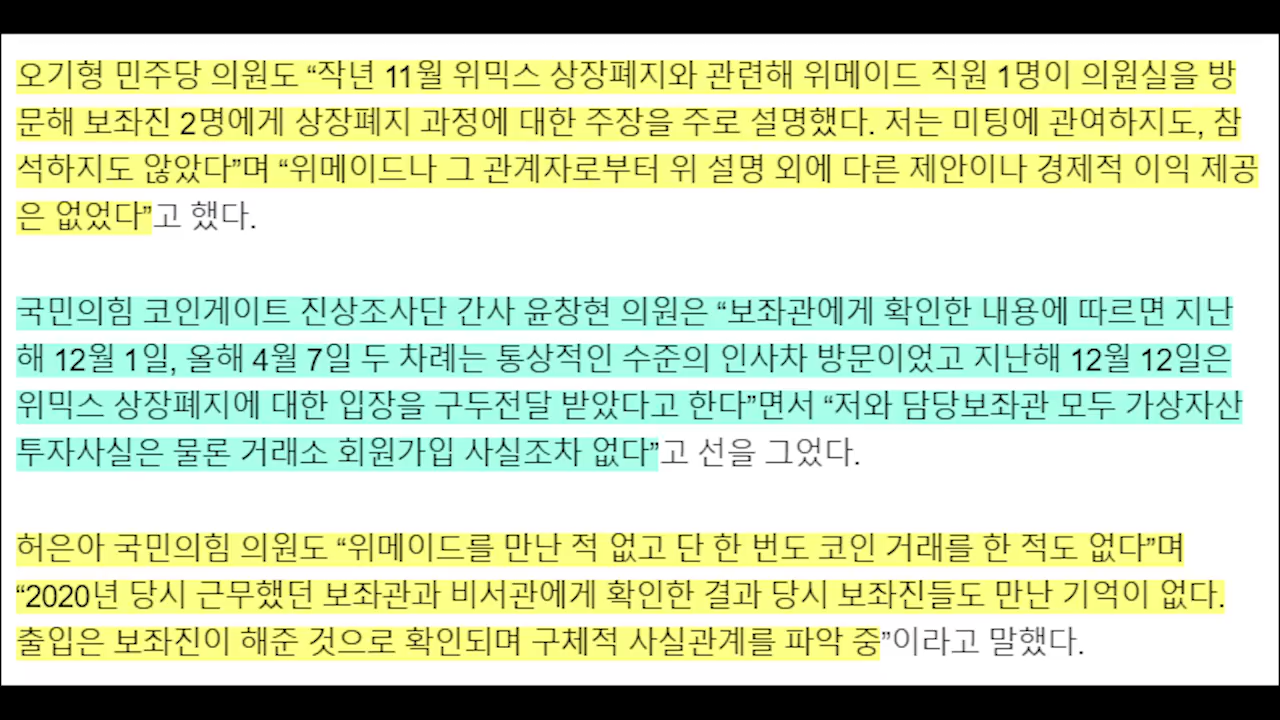 오기형 민주당 의원도 “작년 11월 위믹스 상장폐지와 관련해 위메이드 직원 1명이 의원실을 방
문해 보좌진 2명에게 상장폐지 과정에 대한 주장을 주로 설명했다. 저는 미팅에 관여하지도, 참
석하지도 않았다”며 “위메이드나 그 관계자로부터 위 설명 외에 다른 제안이나 경제적 이익 제공
은 없었다”고 했다.
국민의힘 코인게이트 진상조사단 간사 윤창현 의원은 “보좌관에게 확인한 내용에 따르면 지난
해 12월 1일, 올해 4월 7일 두 차례는 통상적인 수준의 인사차 방문이었고 지난해 12월 12일은
위믹스 상장폐지에 대한 입장을 구두전달 받았다고 한다”면서 “저와 담당보좌관 모두 가상자산
투자사실은 물론 거래소 회원가입 사실조차 없다”고 선을 그었다.
허은아 국민의힘 의원도 “위메이드를 만난 적 없고 단 한 번도 코인 거래를 한 적도 없다”며
“2020년 당시 근무했던 보좌관과 비서관에게 확인한 결과 당시 보좌진들도 만난 기억이 없다.
출입은 보좌진이 해준 것으로 확인되며 구체적 사실관계를 파악 중”이라고 말했다.